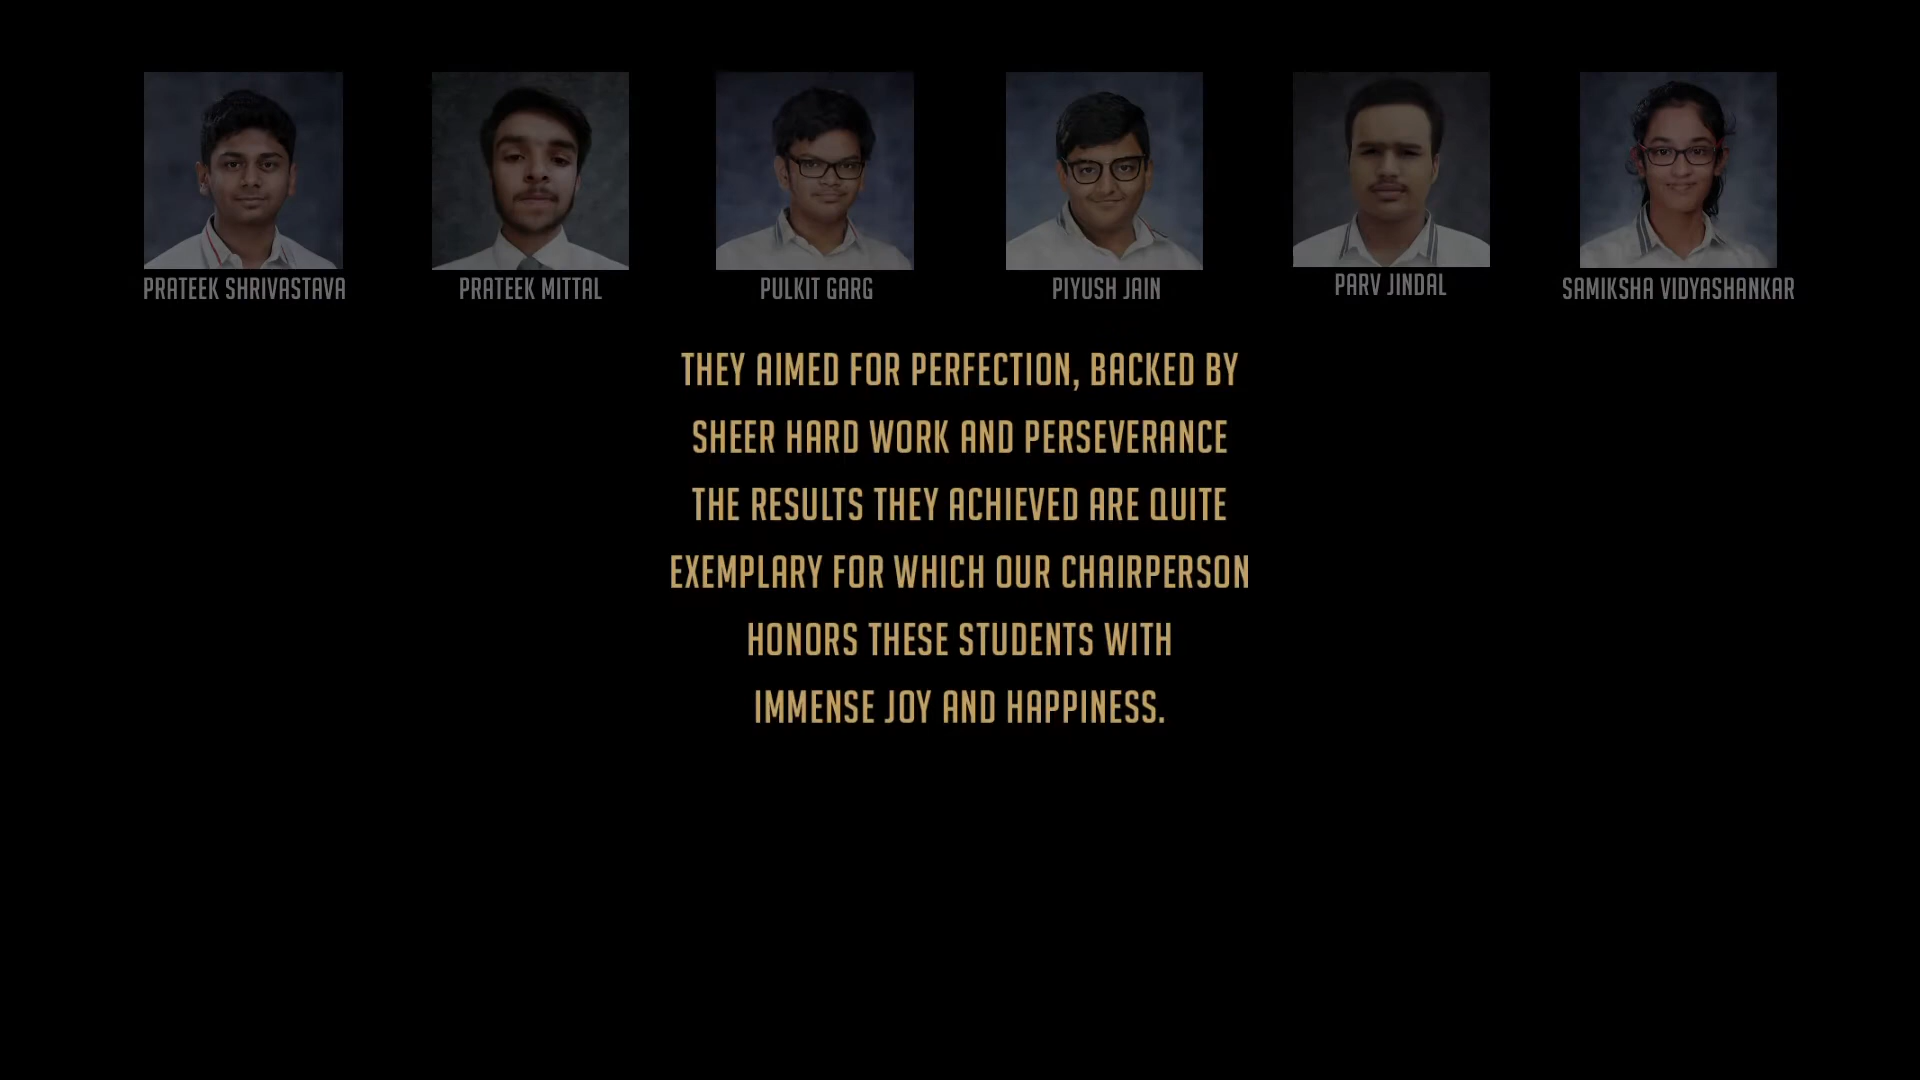 PRATEEK SHRIVASTAVA
PRATEEK MITTAL
PULKIT GARG
PIYUSH JAIN
PARV JINDAL
SAMIKSHA VIDYASHANKAR
THEY AIMED FOR PERFECTION, BACKED BY
SHEER HARD WORK AND PERSEVERANCE
THE RESULTS THEY ACHIEVED ARE QUITE
EXEMPLARY FOR WHICH OUR CHAIRPERSON
HONORS THESE STUDENTS WITH
IMMENSE JOY AND HAPPINESS.